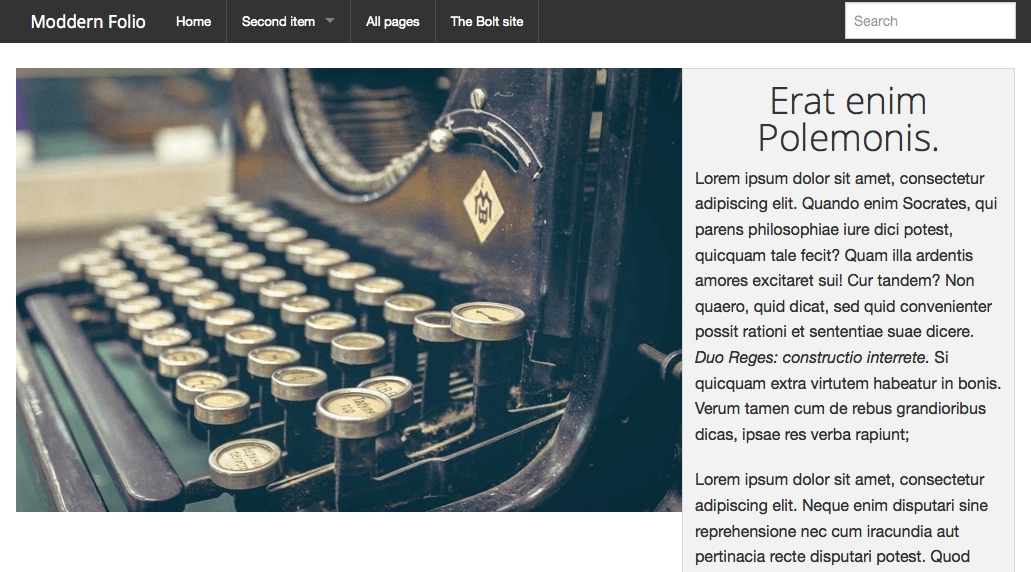 Moddern Folio Home Second item All pages The Bolt site Search
Erat enim
Polemonis.
Lorem ipsum dolor sit amet, consectetur
adipiscing elit. Quando enim Socrates, qui
parens philosophiae iure dici potest,
quicquam tale fecit? Quam illa ardentis
amores excitaret sui! Cur tandem? Non
quaero, quid dicat, sed quid convenienter
possit rationi et sententiae suae dicere.
Duo Reges: constructio interrete. Si
quicquam extra virtutem habeatur in bonis.
Verum tamen cum de rebus grandioribus
dicas, ipsae res verba rapiunt;
Lorem ipsum dolor sit amet, consectetur
adipiscing elit. Neque enim disputari sine
reprehensione nec cum iracundia aut
pertinacia recte disputari potest. Quod